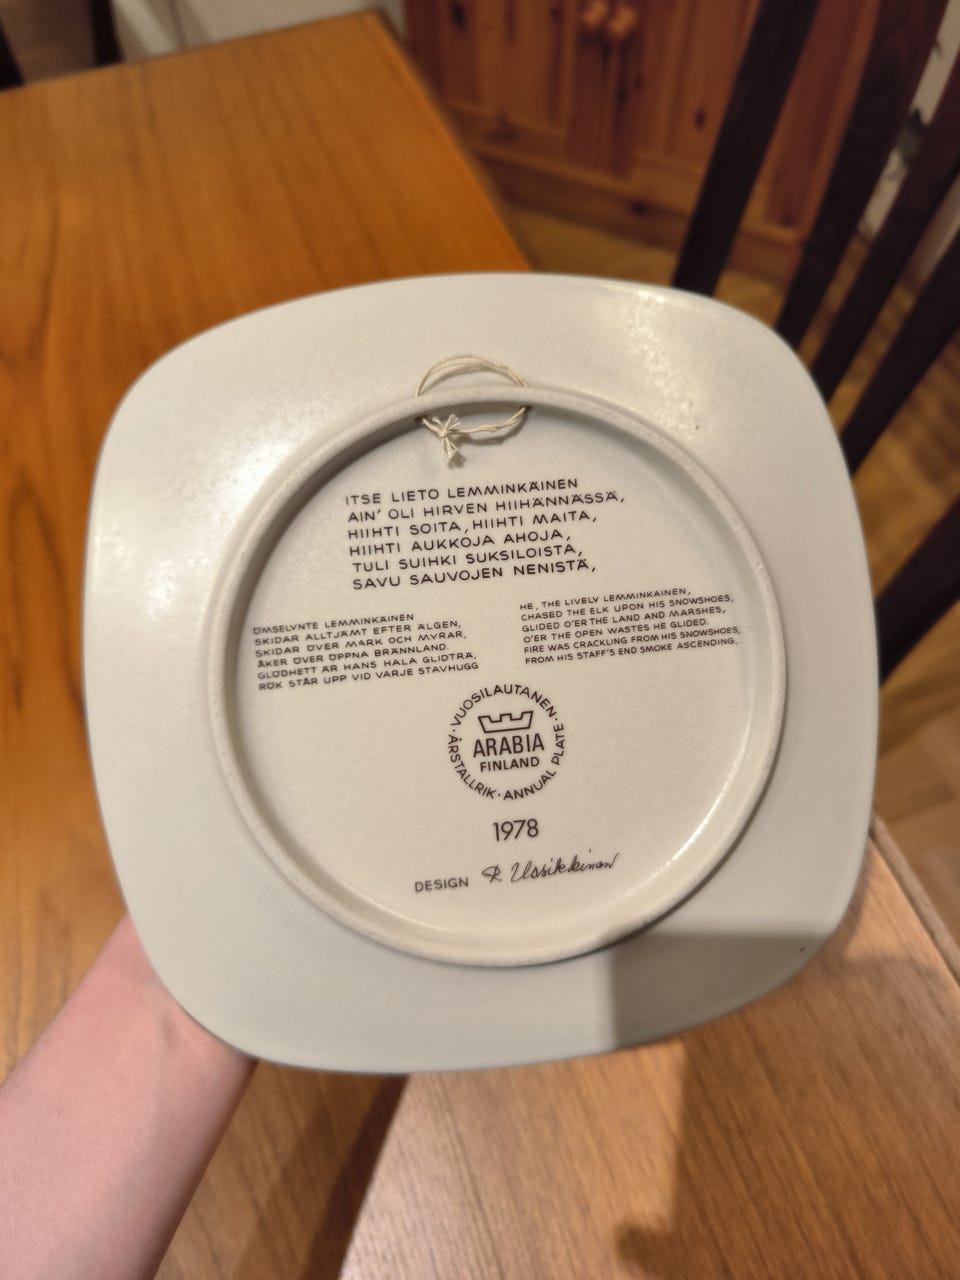 ITSE LIETO LEMMINKÄINEN
AIN' OLI HIRVEN HIIHÄNNÄSSÄ,
HIIHTI SOITA, HIIHTI MAITA,
HIIHTI AUKKOJA AHOJA,
TULI SUIHKI SUKSILOISTA,
SAVU SAUVOJEN NENISTÄ,
ÖMSELYNTE LEMMINKÄINEN
SKIDAR ALLTJÄMT EFTER ÄLGEN,
SKIDAR ÖVER MARK OCH MYRAR,
ÅKER ÖVER ÖPPNA BRÄNNLAND.
GLÖDHETT ÄR HANS HALA GLIDTRÄ,
RÖK STÅR UPP VID VARJE STAVHUGG
HE, THE LIVELY LEMMINKAINEN,
CHASED THE ELK UPON HIS SNOWSHOES,
GLIDED O'ER THE LAND AND MARSHES,
O'ER THE OPEN WASTES HE GLIDED.
FIRE WAS CRACKLING FROM HIS SNOWSHOES,
FROM HIS STAFF'S END SMOKE ASCENDING.
· VUOSILAUTANEN ·
ARABIA
FINLAND
ÅRSTALLRIK · ANNUAL PLATE
1978
DESIGN R Uosikkinen